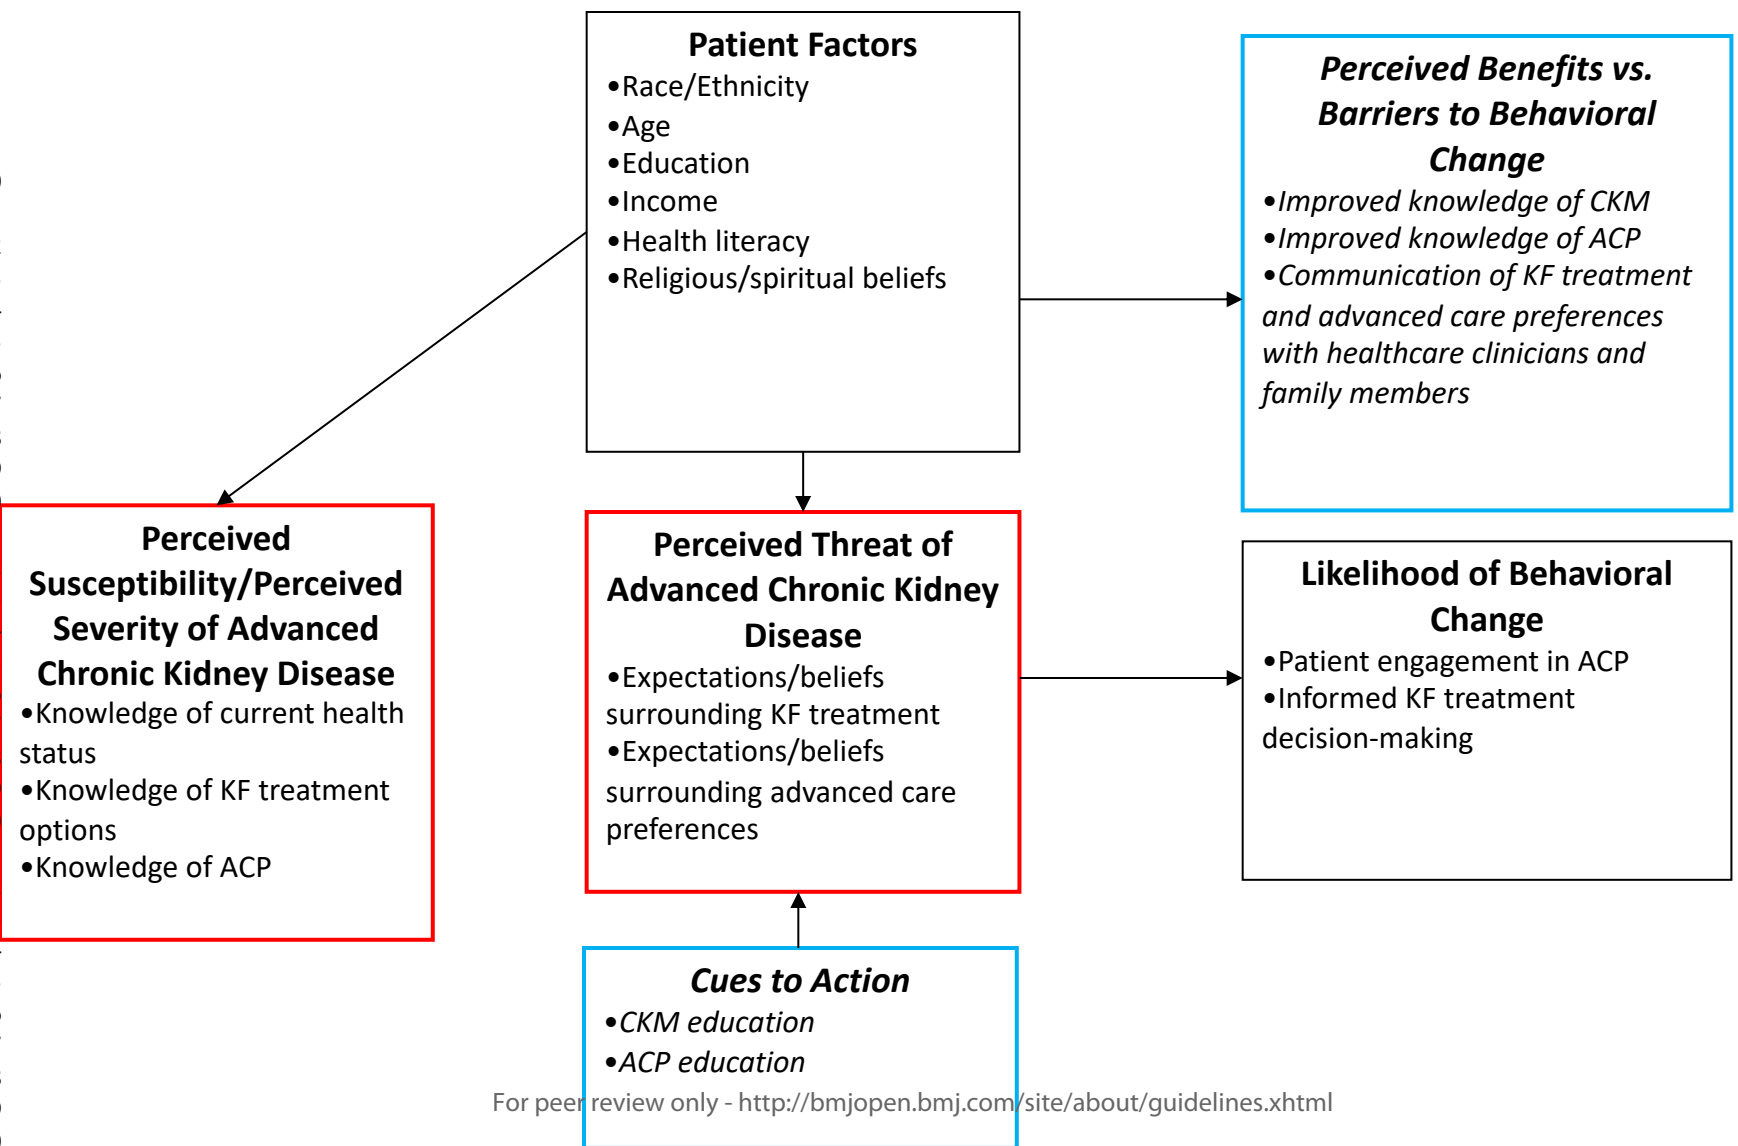 Patient Factors
•Race/Ethnicity
•Age
•Education
•Income
•Health literacy
•Religious/spiritual beliefs
Perceived Benefits vs.
Barriers to Behavioral
Change
•Improved knowledge of CKM
•Improved knowledge of ACP
•Communication of KF treatment
and advanced care preferences
with healthcare clinicians and
family members
Perceived
Susceptibility/Perceived
Severity of Advanced
Chronic Kidney Disease
•Knowledge of current health
status
•Knowledge of KF treatment
options
•Knowledge of ACP
Perceived Threat of
Advanced Chronic Kidney
Disease
•Expectations/beliefs
surrounding KF treatment
•Expectations/beliefs
surrounding advanced care
preferences
Likelihood of Behavioral
Change
•Patient engagement in ACP
•Informed KF treatment
decision-making
Cues to Action
•CKM education
•ACP education
For peer review only - http://bmjopen.bmj.com/site/about/guidelines.xhtml